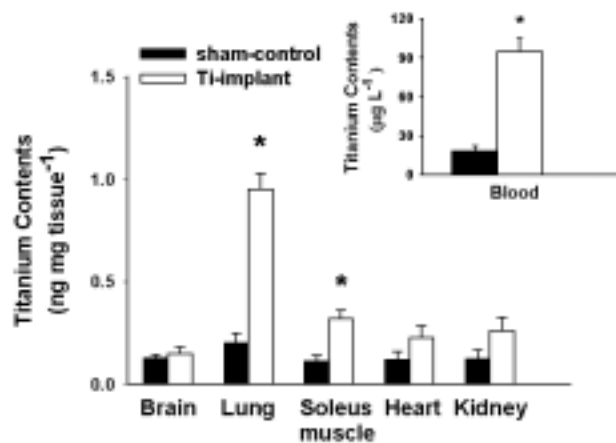 sham-control
Ti-implant
Titanium Contents
(ng mg tissue⁻¹)
1.5
1.0
0.5
0.0
*
*
Brain
Lung
Soleus
muscle
Heart
Kidney
Titanium Contents
(µg L⁻¹)
120
90
60
30
0
*
Blood